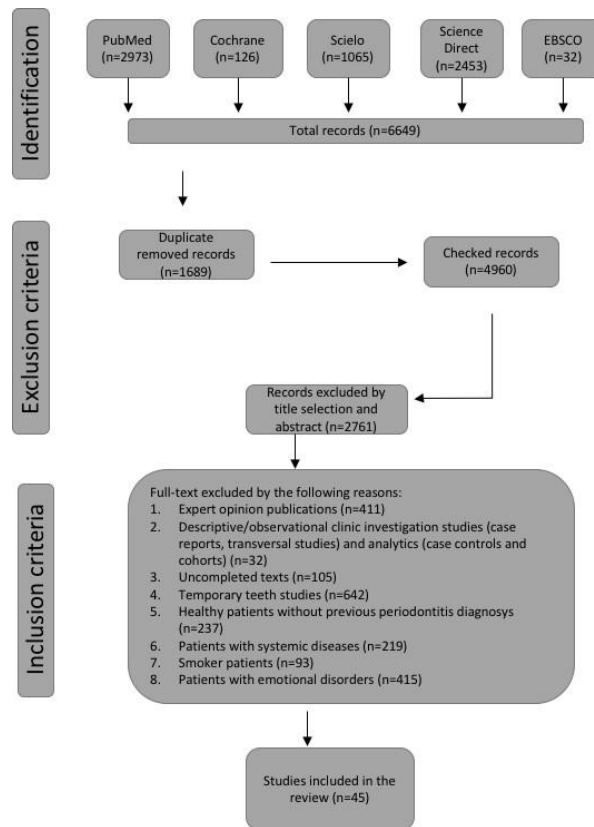 PubMed
(n=2973)
Cochrane
(n=126)
Scielo
(n=1065)
Science
Direct
(n=2453)
EBSCO
(n=32)
Identification
Total records (n=6649)
Exclusion criteria
Duplicate
removed records
(n=1689)
Checked records
(n=4960)
Records excluded by
title selection and
abstract (n=2761)
Inclusion criteria
Full-text excluded by the following reasons:
1. Expert opinion publications (n=411)
2. Descriptive/observational clinic investigation studies (case
reports, transversal studies) and analytics (case controls and
cohorts) (n=32)
3. Uncompleted texts (n=105)
4. Temporary teeth studies (n=642)
5. Healthy patients without previous periodontitis diagnosys
(n=237)
6. Patients with systemic diseases (n=219)
7. Smoker patients (n=93)
8. Patients with emotional disorders (n=415)
Studies included in the
review (n=45)